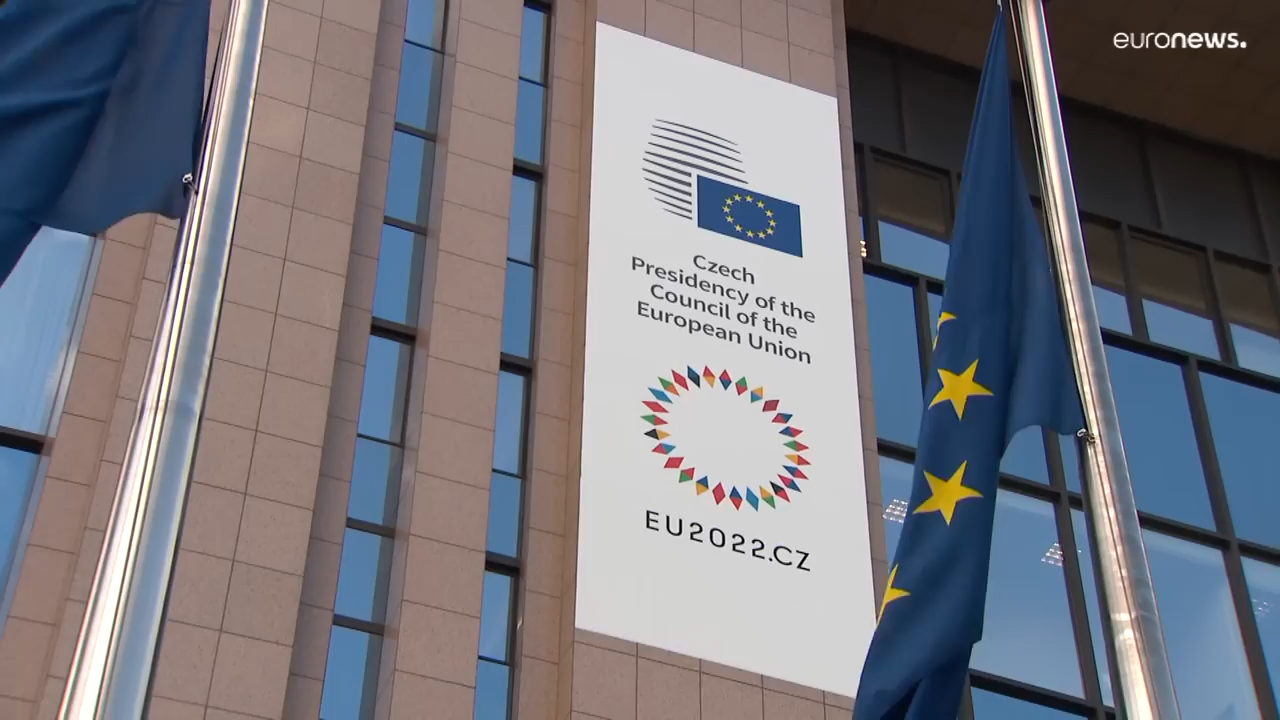 euronews.
Czech
Presidency of the
Council of the
European Union
EU2022.CZ